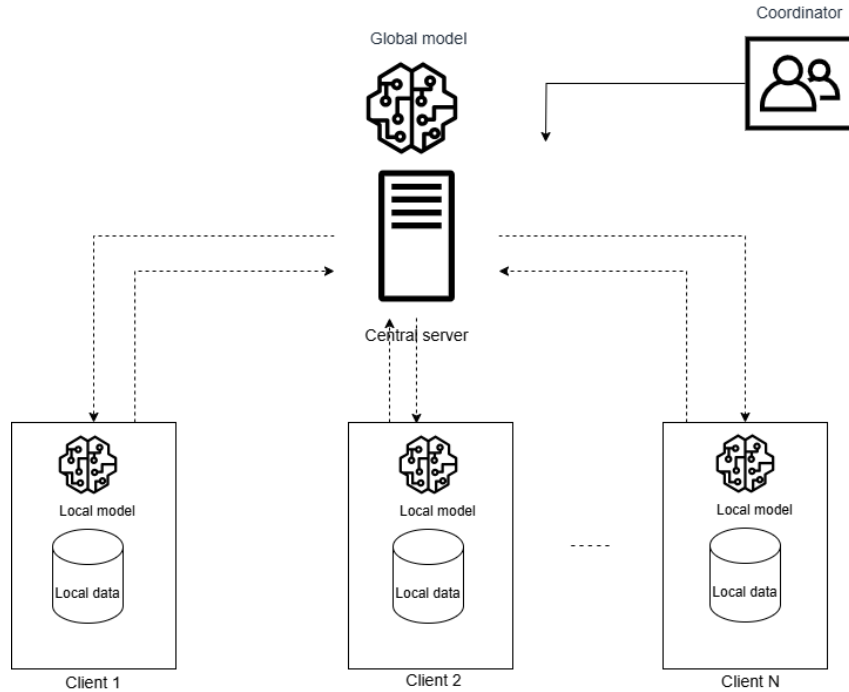 Coordinator
Global model
Central server
Local model
Local data
Client 1
Local model
Local data
Client 2
Local model
Local data
Client N